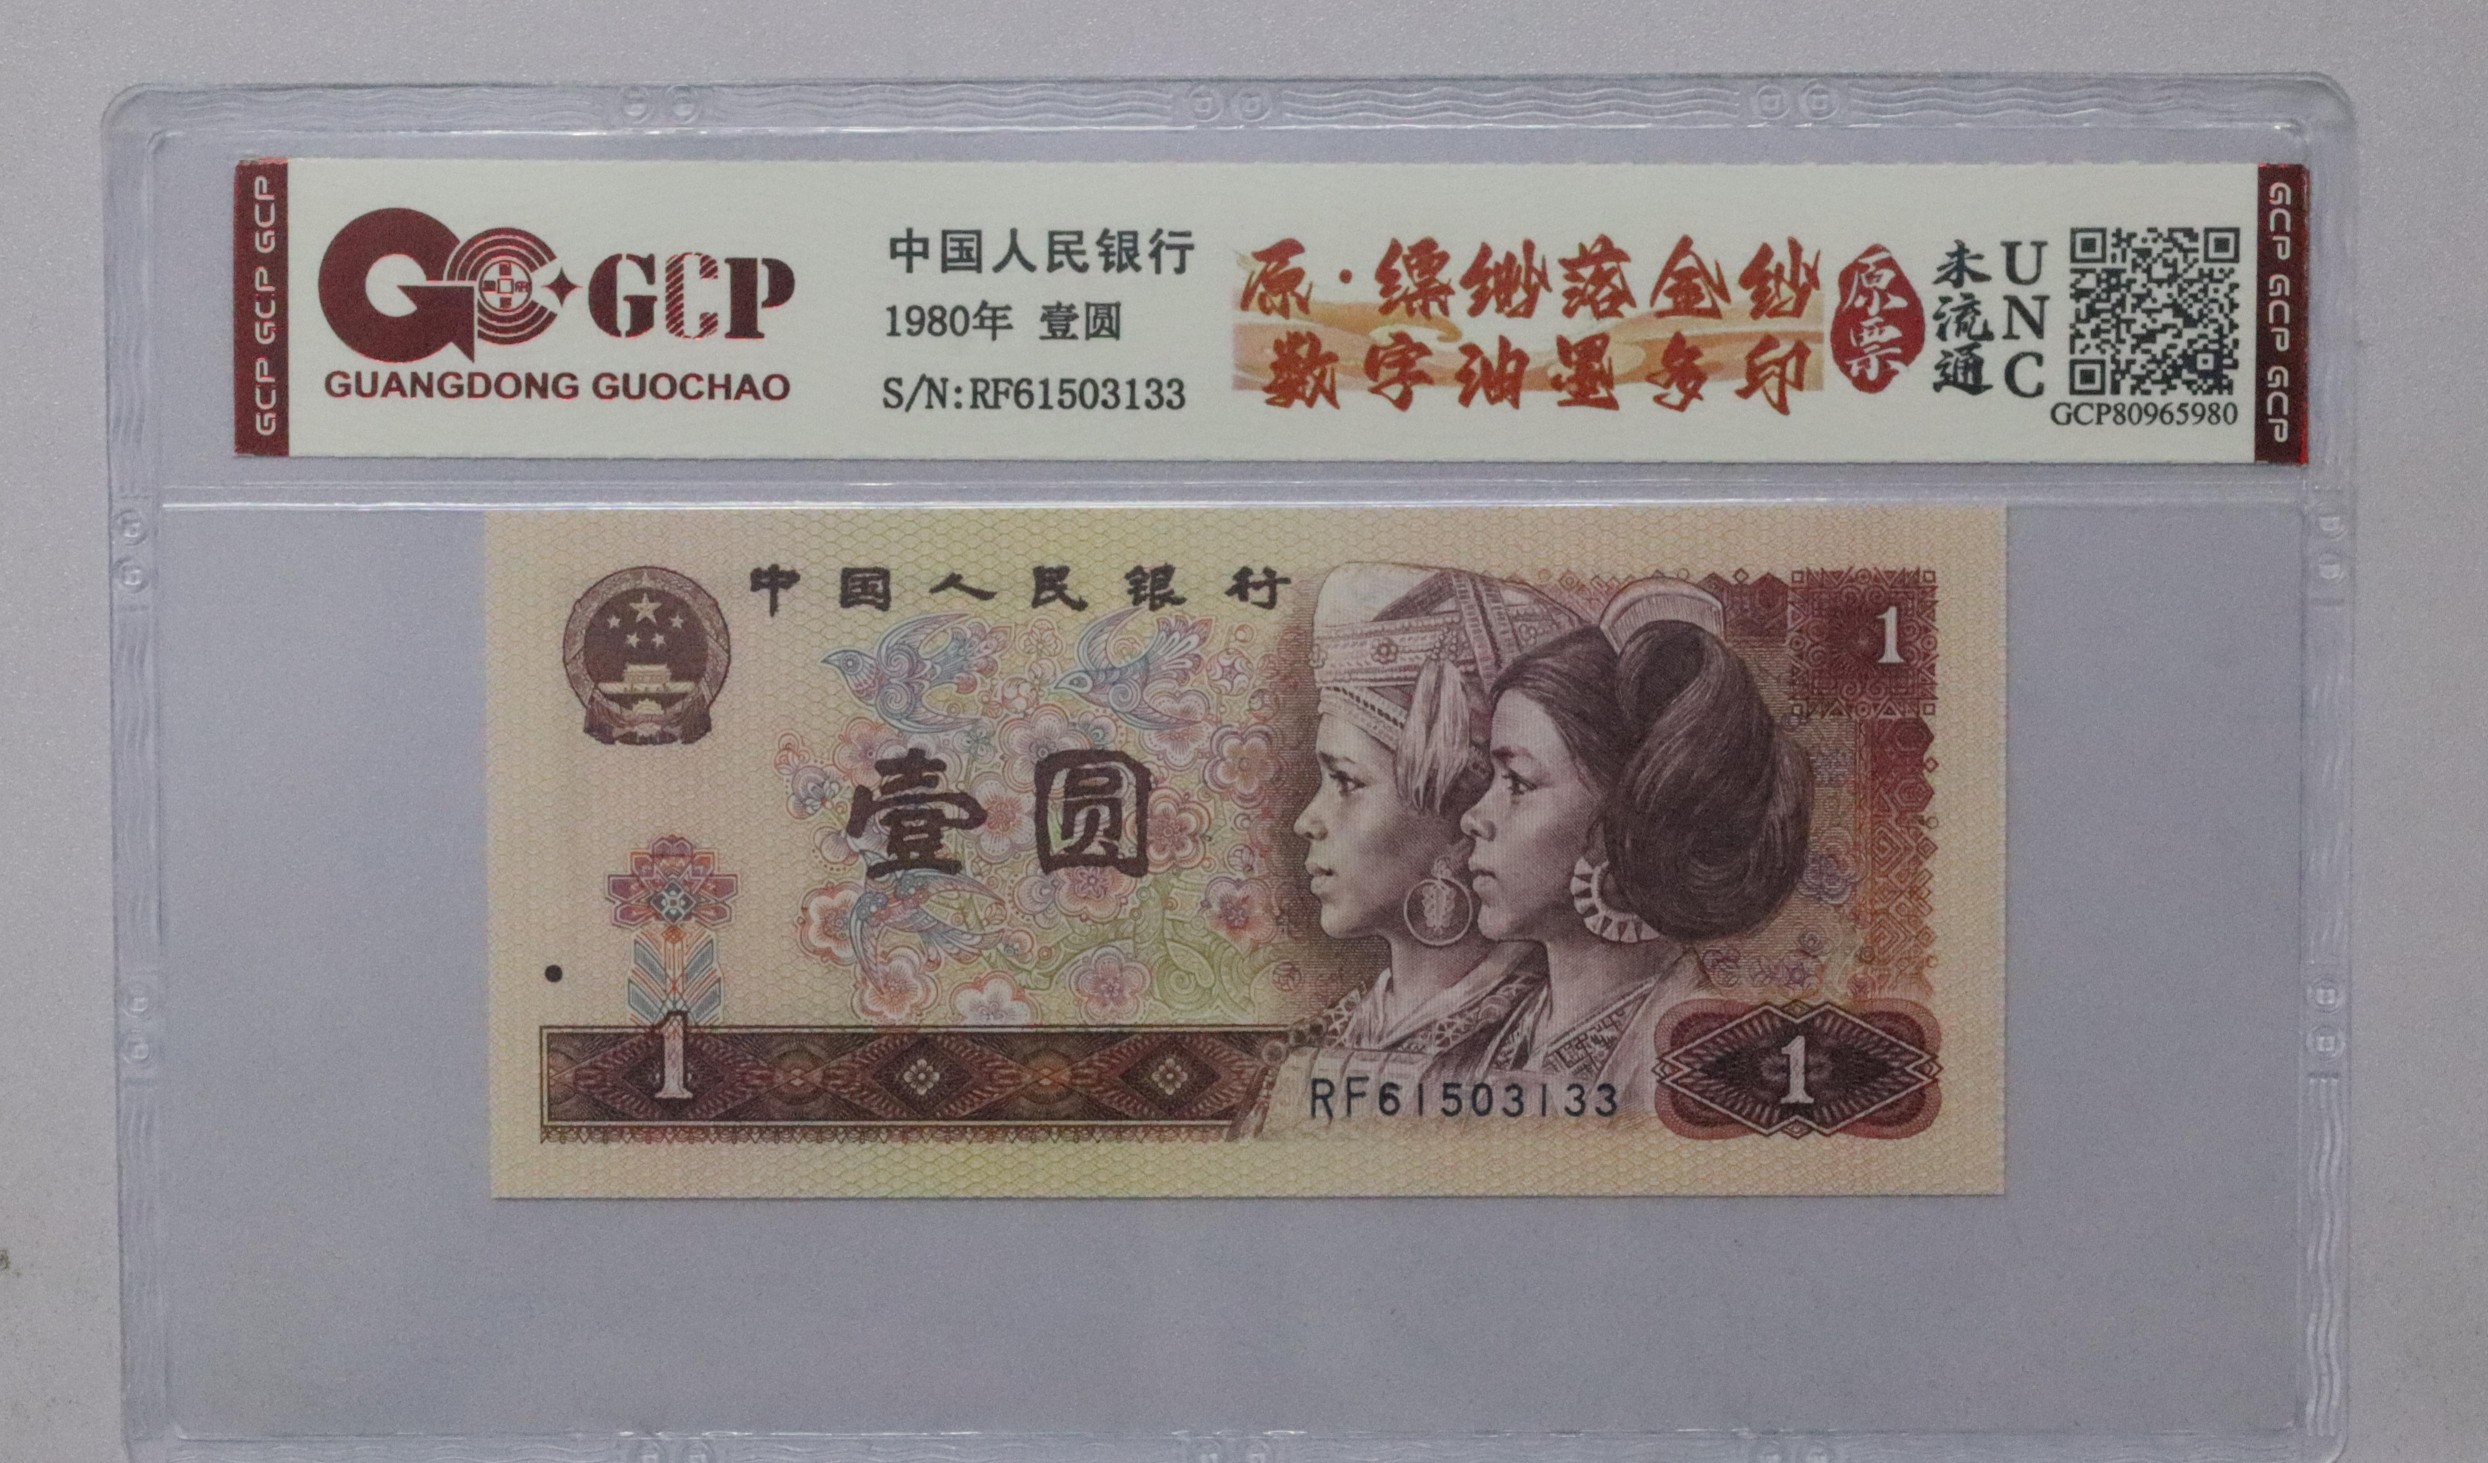 GCP GCP GCP
GCP
GUANGDONG GUOCHAO
中国人民银行
1980年 壹圆
S/N:RF61503133
原·缥缈落金纱
数字油墨多印
原票
未流通
UNC
GCP80965980
GCP GCP GCP
中国人民银行
1
壹圆
1
RF61503133
1